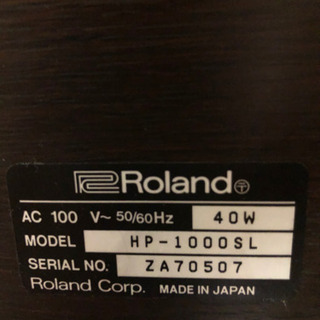 Roland 〒
AC 100 V~ 50/60Hz 40W
MODEL HP-1000SL
SERIAL NO. ZA70507
Roland Corp. MADE IN JAPAN